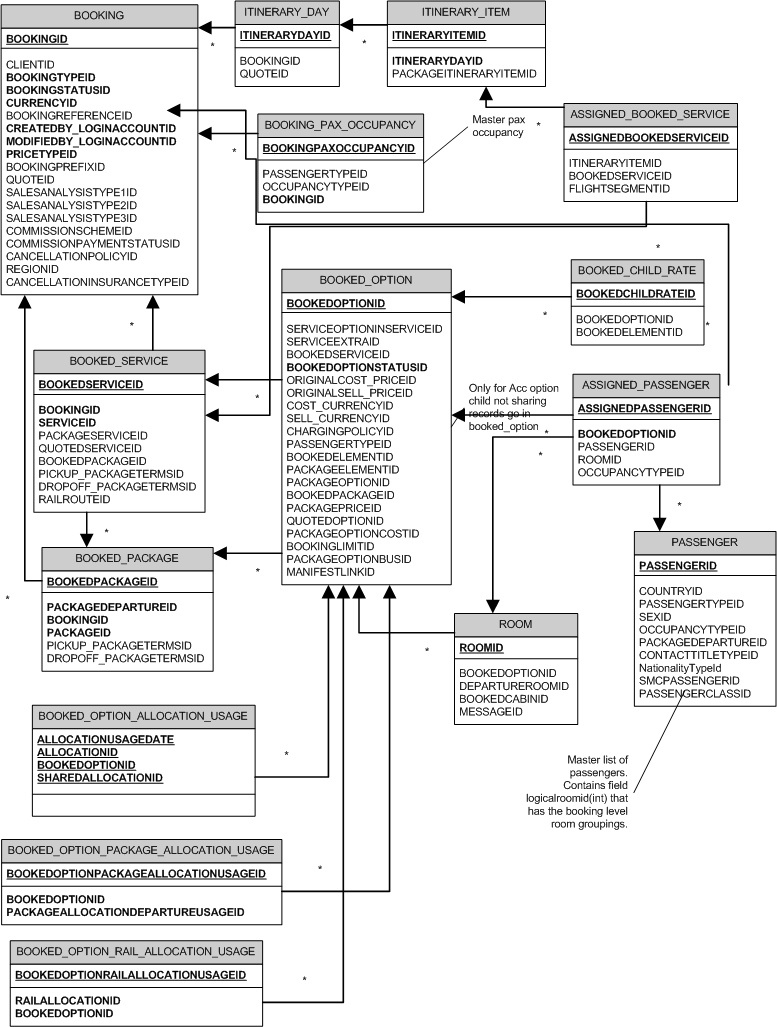 BOOKING
BOOKINGID
CLIENTID
BOOKINGTYPEID
BOOKINGSTATUSID
CURRENCYID
BOOKINGREFERENCEID
CREATEDBY_LOGINACCOUNTID
MODIFIEDBY_LOGINACCOUNTID
PRICETYPEID
BOOKINGPREFIXID
QUOTEID
SALESANALYSISTYPE1ID
SALESANALYSISTYPE2ID
SALESANALYSISTYPE3ID
COMMISSIONSCHEMEID
COMMISSIONPAYMENTSTATUSID
CANCELLATIONPOLICYID
REGIONID
CANCELLATIONINSURANCETYPEID
ITINERARY_DAY
ITINERARYDAYID
BOOKINGID
QUOTEID
*
ITINERARY_ITEM
ITINERARYITEMID
ITINERARYDAYID
PACKAGEITINERARYITEMID
*
BOOKING_PAX_OCCUPANCY
BOOKINGPAXOCCUPANCYID
PASSENGERTYPEID
OCCUPANCYTYPEID
BOOKINGID
*
Master pax
occupancy
*
ASSIGNED_BOOKED_SERVICE
ASSIGNEDBOOKEDSERVICEID
ITINERARYITEMID
BOOKEDSERVICEID
FLIGHTSEGMENTID
*
BOOKED_OPTION
BOOKEDOPTIONID
SERVICEOPTIONINSERVICEID
SERVICEEXTRAID
BOOKEDSERVICEID
BOOKEDOPTIONSTATUSID
ORIGINALCOST_PRICEID
ORIGINALSELL_PRICEID
COST_CURRENCYID
SELL_CURRENCYID
CHARGINGPOLICYID
PASSENGERTYPEID
BOOKEDELEMENTID
PACKAGEELEMENTID
PACKAGEOPTIONID
BOOKEDPACKAGEID
PACKAGEPRICEID
QUOTEDOPTIONID
PACKAGEOPTIONCOSTID
BOOKINGLIMITID
PACKAGEOPTIONBUSID
MANIFESTLINKID
BOOKED_CHILD_RATE
BOOKEDCHILDRATEID
BOOKEDOPTIONID
BOOKEDELEMENTID
*
*
*
BOOKED_SERVICE
BOOKEDSERVICEID
BOOKINGID
SERVICEID
PACKAGESERVICEID
QUOTEDSERVICEID
BOOKEDPACKAGEID
PICKUP_PACKAGETERMSID
DROPOFF_PACKAGETERMSID
RAILROUTEID
*
Only for Acc option
child not sharing
records go in
booked_option
*
*
ASSIGNED_PASSENGER
ASSIGNEDPASSENGERID
BOOKEDOPTIONID
PASSENGERID
ROOMID
OCCUPANCYTYPEID
*
*
BOOKED_PACKAGE
BOOKEDPACKAGEID
PACKAGEDEPARTUREID
BOOKINGID
PACKAGEID
PICKUP_PACKAGETERMSID
DROPOFF_PACKAGETERMSID
*
*
PASSENGER
PASSENGERID
COUNTRYID
PASSENGERTYPEID
SEXID
OCCUPANCYTYPEID
PACKAGEDEPARTUREID
CONTACTTITLETYPEID
NationalityTypeId
SMCPASSENGERID
PASSENGERCLASSID
ROOM
ROOMID
BOOKEDOPTIONID
DEPARTUREROOMID
BOOKEDCABINID
MESSAGEID
*
BOOKED_OPTION_ALLOCATION_USAGE
ALLOCATIONUSAGEDATE
ALLOCATIONID
BOOKEDOPTIONID
SHAREDALLOCATIONID
*
Master list of
passengers.
Contains field
logicalroomid(int) that
has the booking level
room groupings.
BOOKED_OPTION_PACKAGE_ALLOCATION_USAGE
BOOKEDOPTIONPACKAGEALLOCATIONUSAGEID
BOOKEDOPTIONID
PACKAGEALLOCATIONDEPARTUREUSAGEID
*
BOOKED_OPTION_RAIL_ALLOCATION_USAGE
BOOKEDOPTIONRAILALLOCATIONUSAGEID
RAILALLOCATIONID
BOOKEDOPTIONID
*